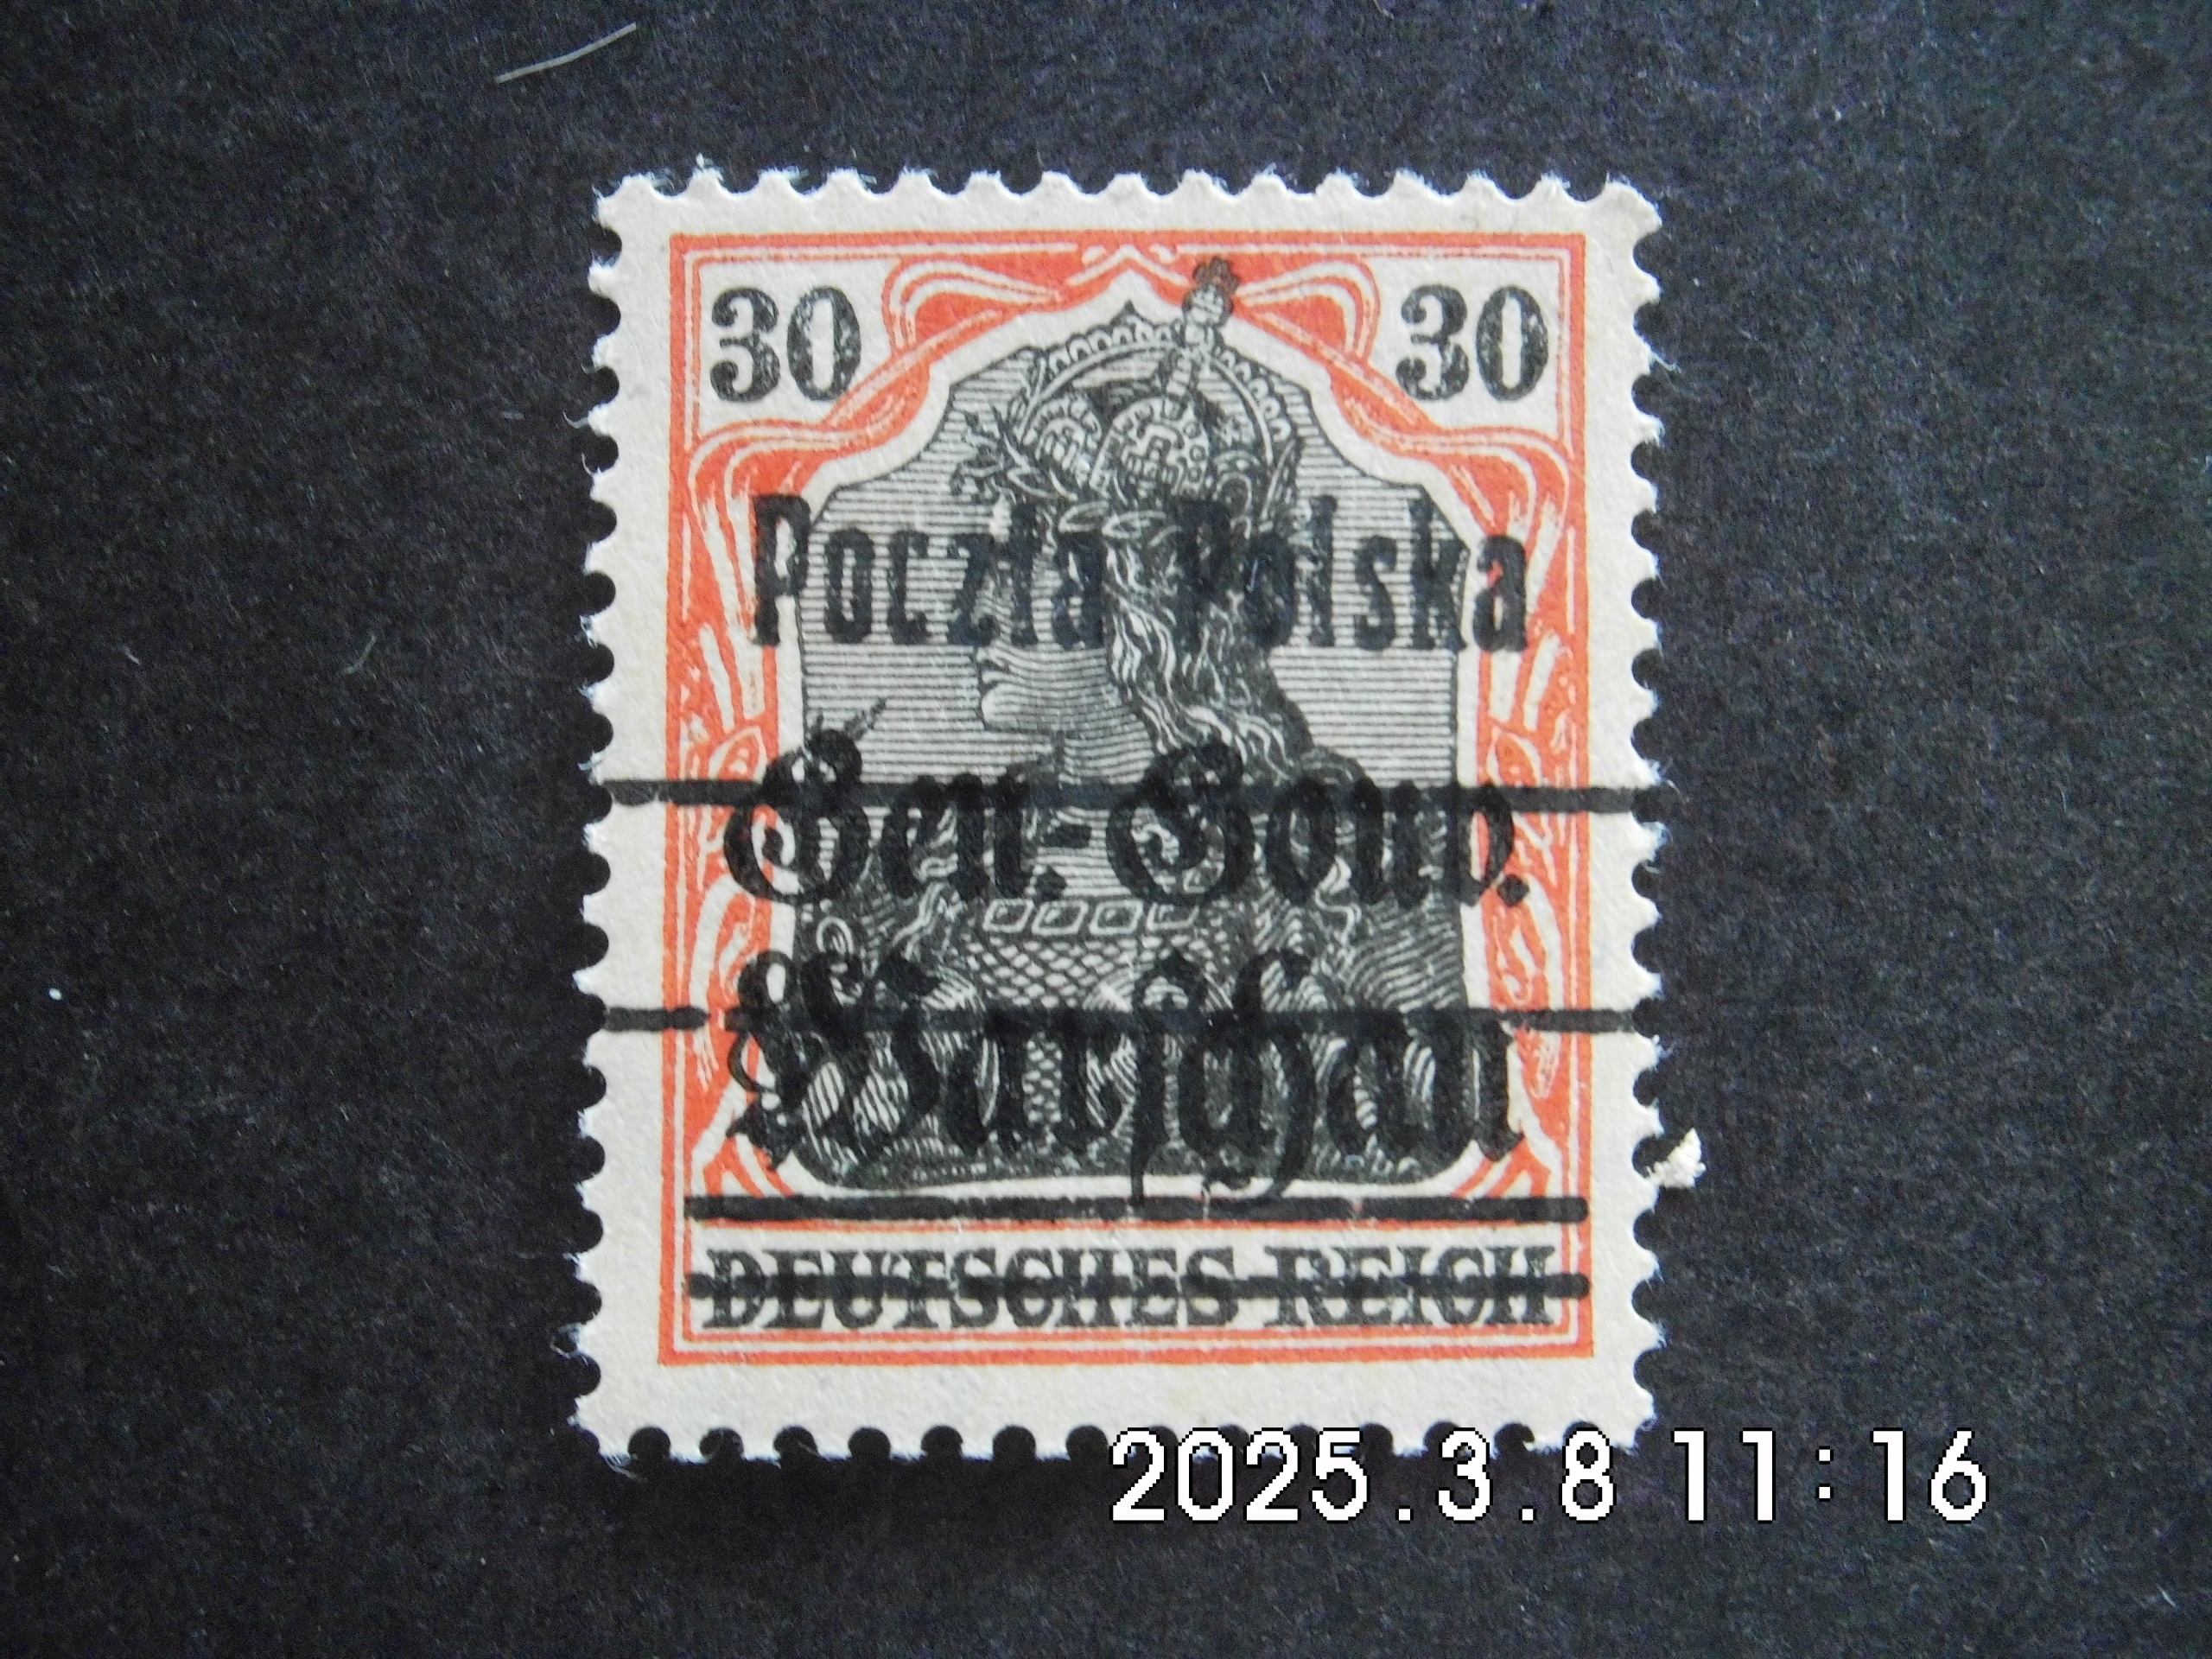 30 30
Poczta Polska
Gen.-Gouv.
Warschau
DEUTSCHES REICH
2025.3.8 11:16